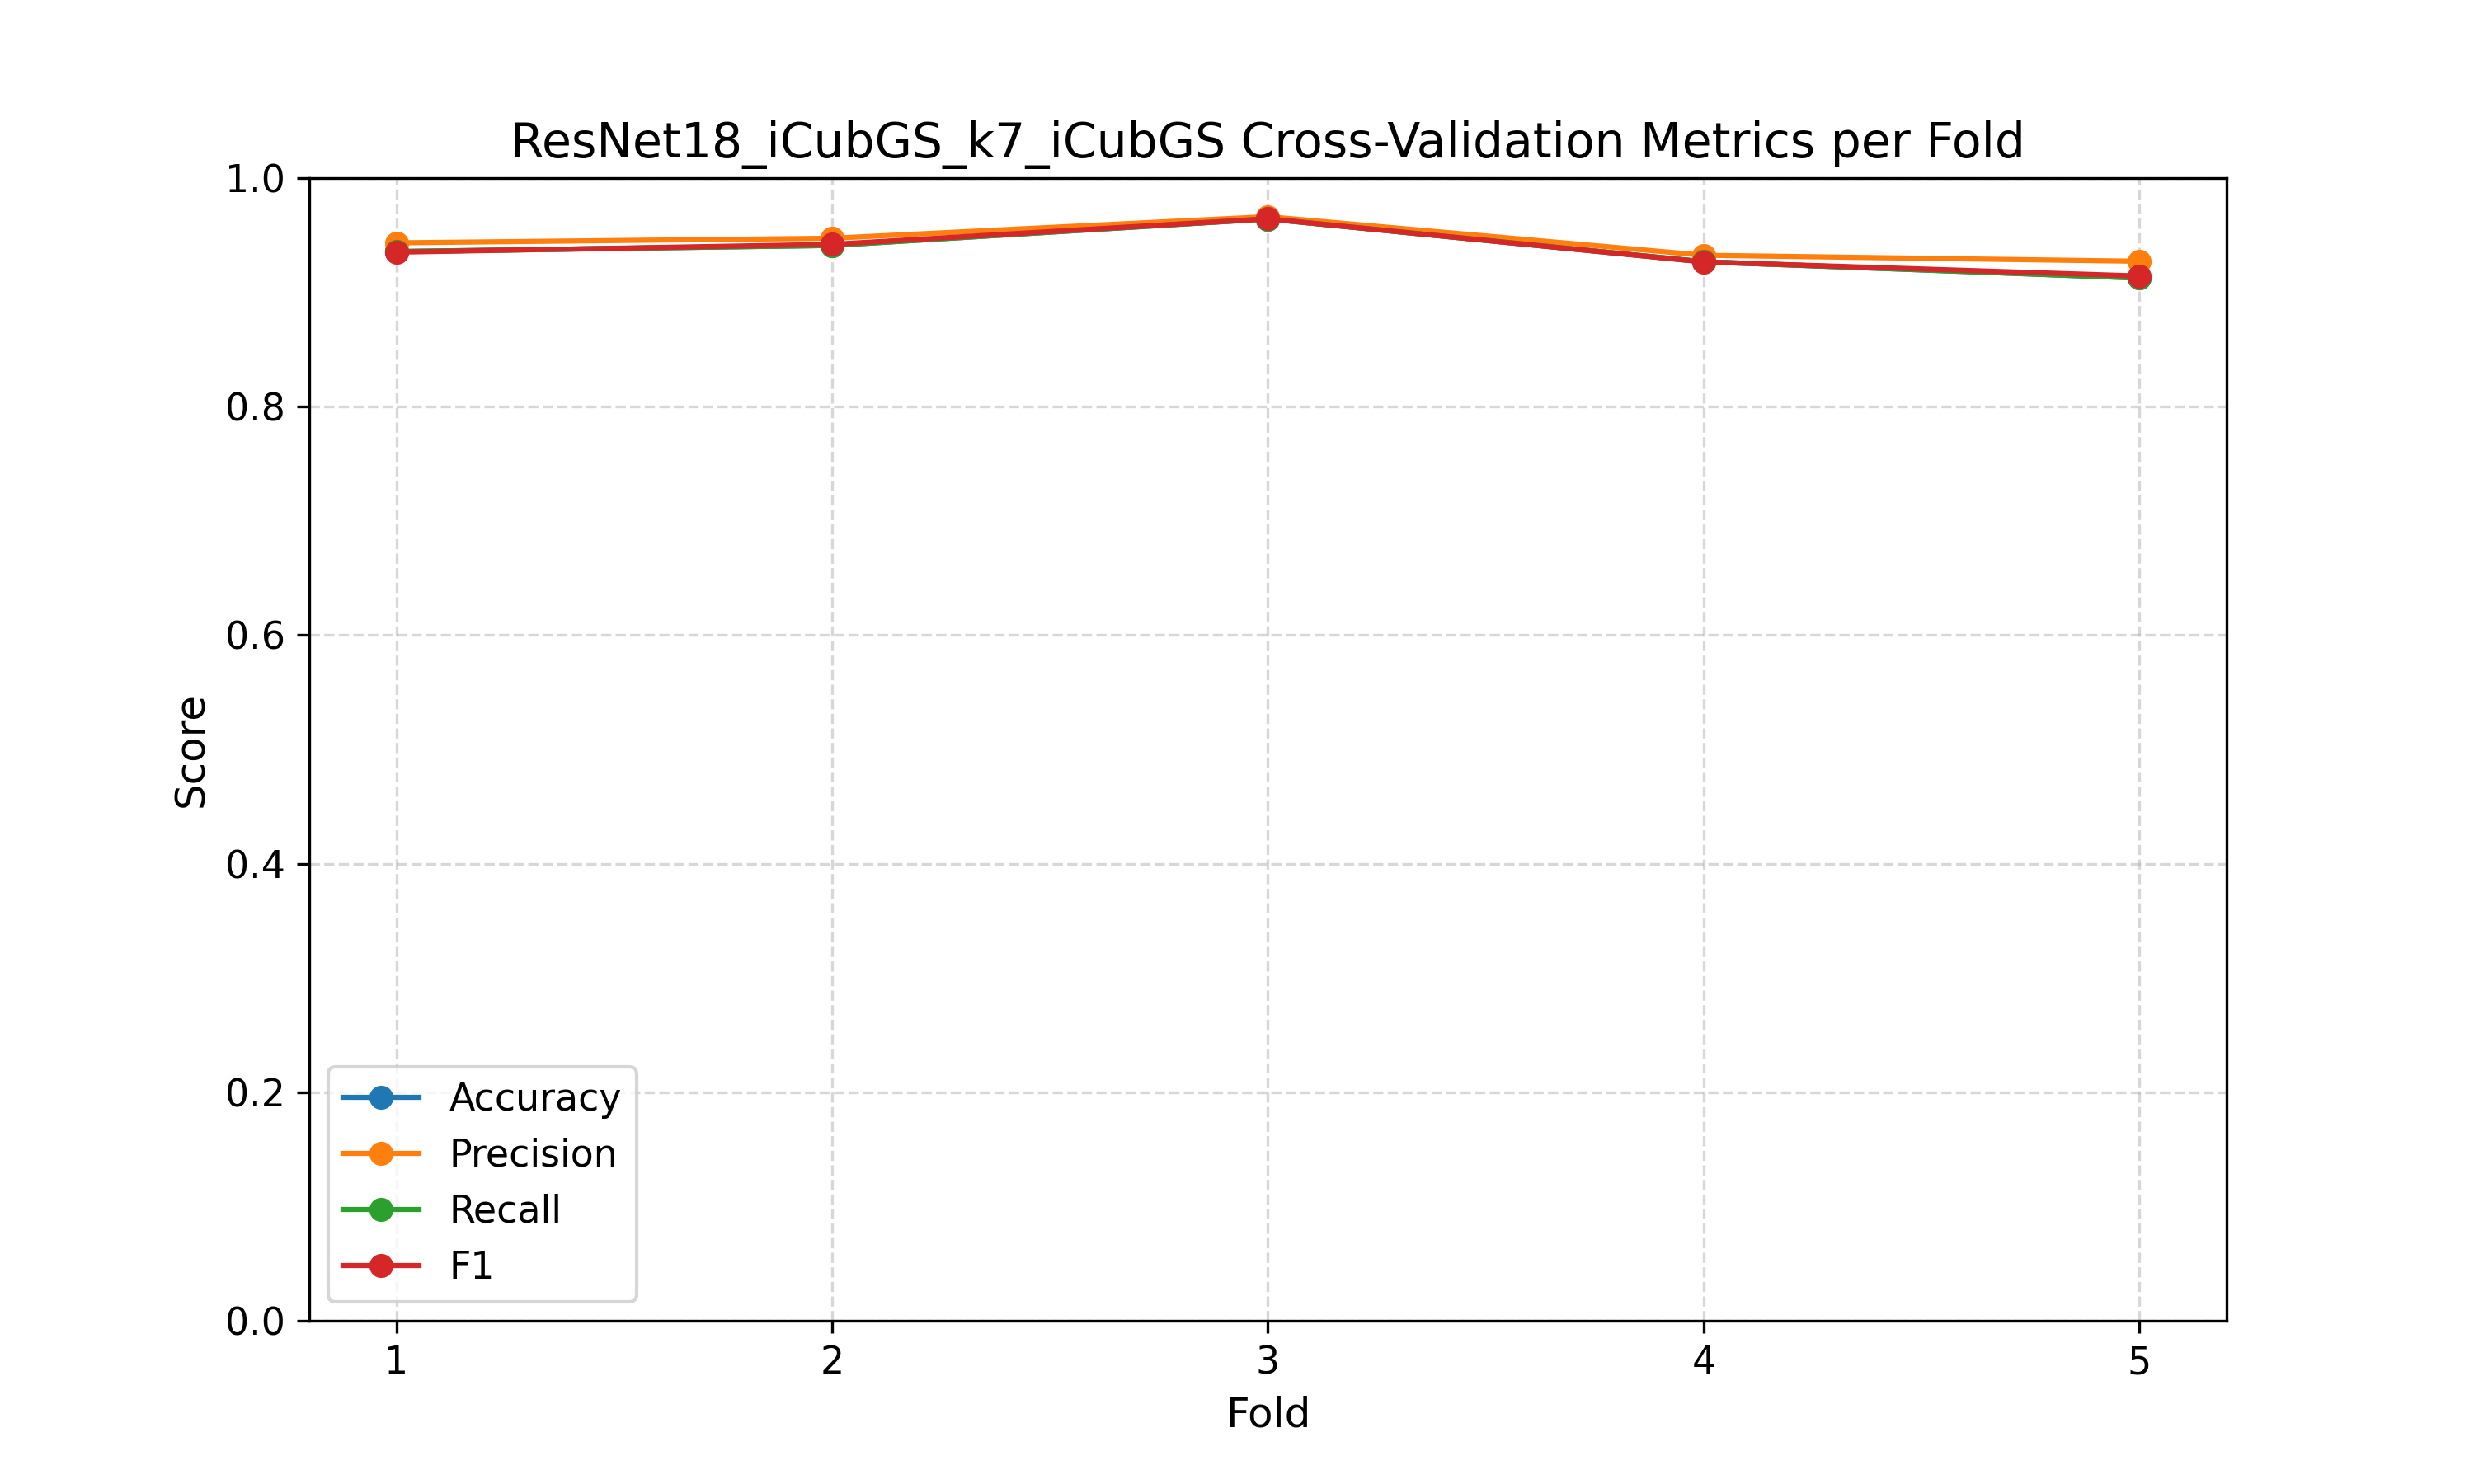 ResNet18_iCubGS_k7_iCubGS Cross-Validation Metrics per Fold
1.0
0.8
0.6
0.4
0.2
0.0
Score
Accuracy
Precision
Recall
F1
1 2 3 4 5
Fold